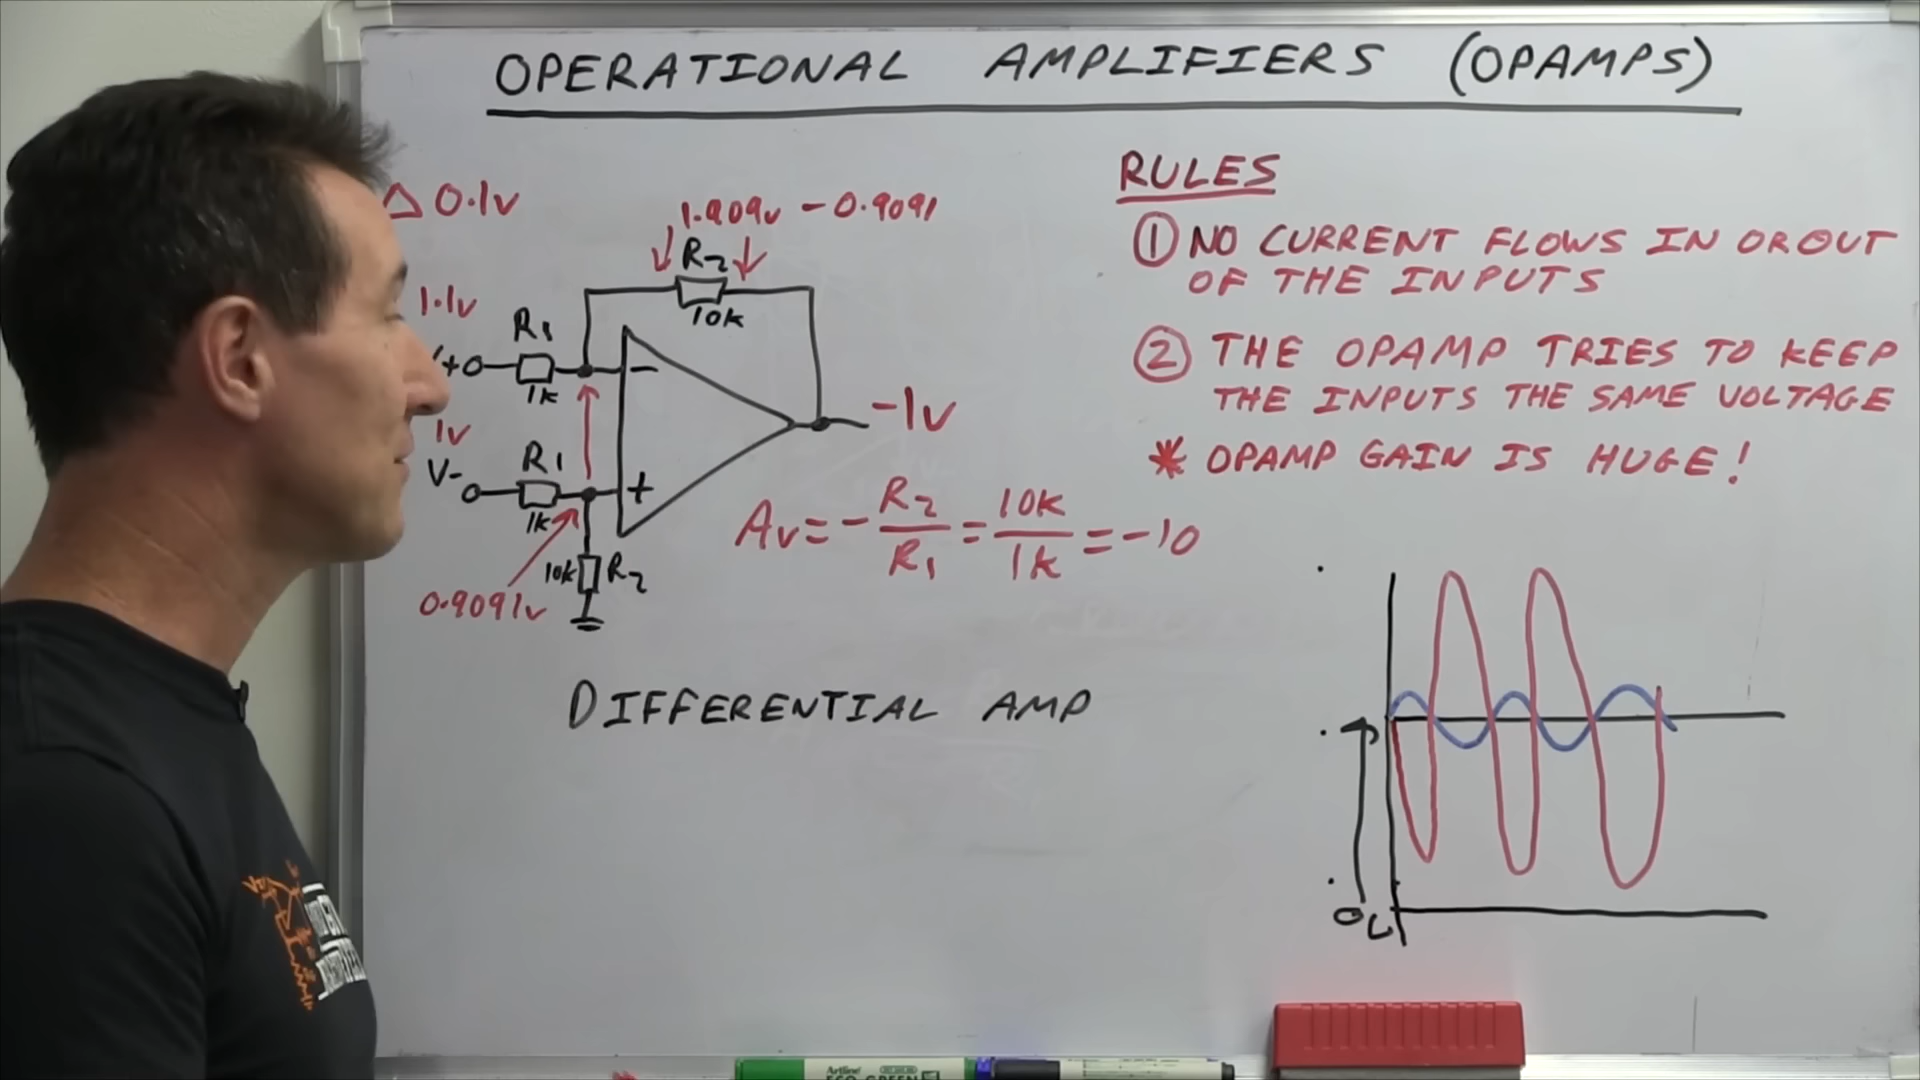 OPERATIONAL AMPLIFIERS (OPAMPS)
Δ 0.1v
1.909v - 0.9091
R2
10k
1.1v
R1
+
1k
-
1v
V-
R1
1k
+
-1v
10k R2
0.9091v
Av = - R2 / R1 = 10k / 1k = -10
DIFFERENTIAL AMP
RULES
① NO CURRENT FLOWS IN OR OUT
OF THE INPUTS
② THE OPAMP TRIES TO KEEP
THE INPUTS THE SAME VOLTAGE
* OPAMP GAIN IS HUGE!
Artline